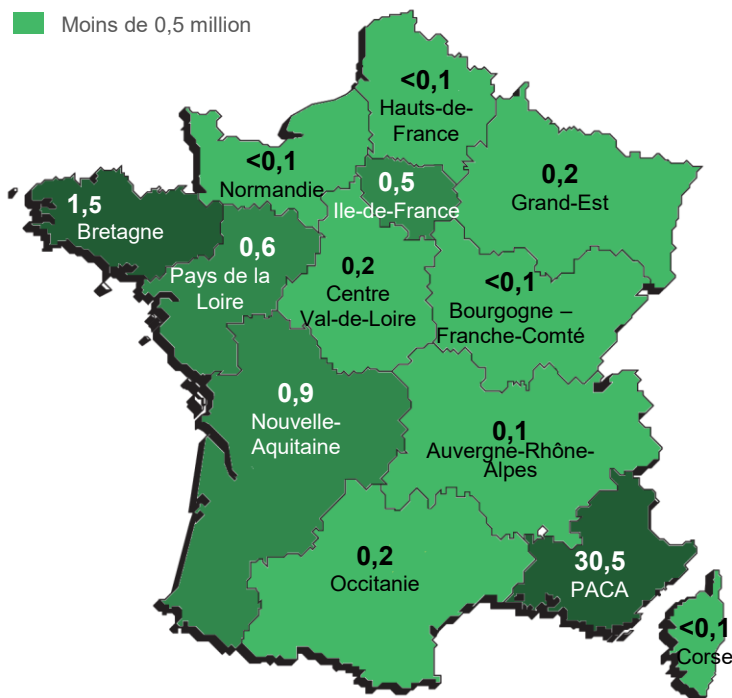 Moins de 0,5 million
<0,1
Hauts-de-
France
<0,1
Normandie
0,5
Ile-de-France
0,2
Grand-Est
1,5
Bretagne
0,6
Pays de la
Loire
0,2
Centre
Val-de-Loire
<0,1
Bourgogne –
Franche-Comté
0,9
Nouvelle-
Aquitaine
0,1
Auvergne-Rhône-
Alpes
0,2
Occitanie
30,5
PACA
<0,1
Corse